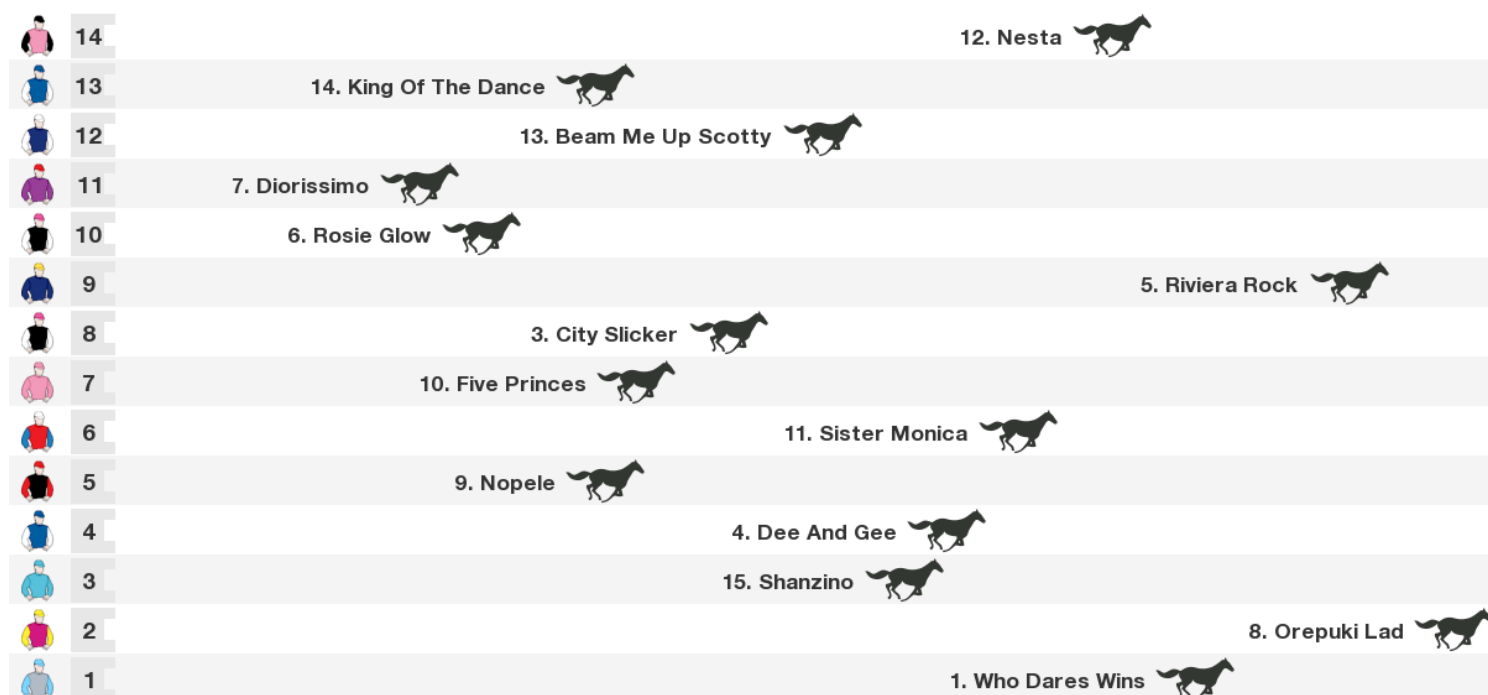 14 12. Nesta
13 14. King Of The Dance
12 13. Beam Me Up Scotty
11 7. Diorissimo
10 6. Rosie Glow
9 5. Riviera Rock
8 3. City Slicker
7 10. Five Princes
6 11. Sister Monica
5 9. Nopele
4 4. Dee And Gee
3 15. Shanzino
2 8. Orepuki Lad
1 1. Who Dares Wins